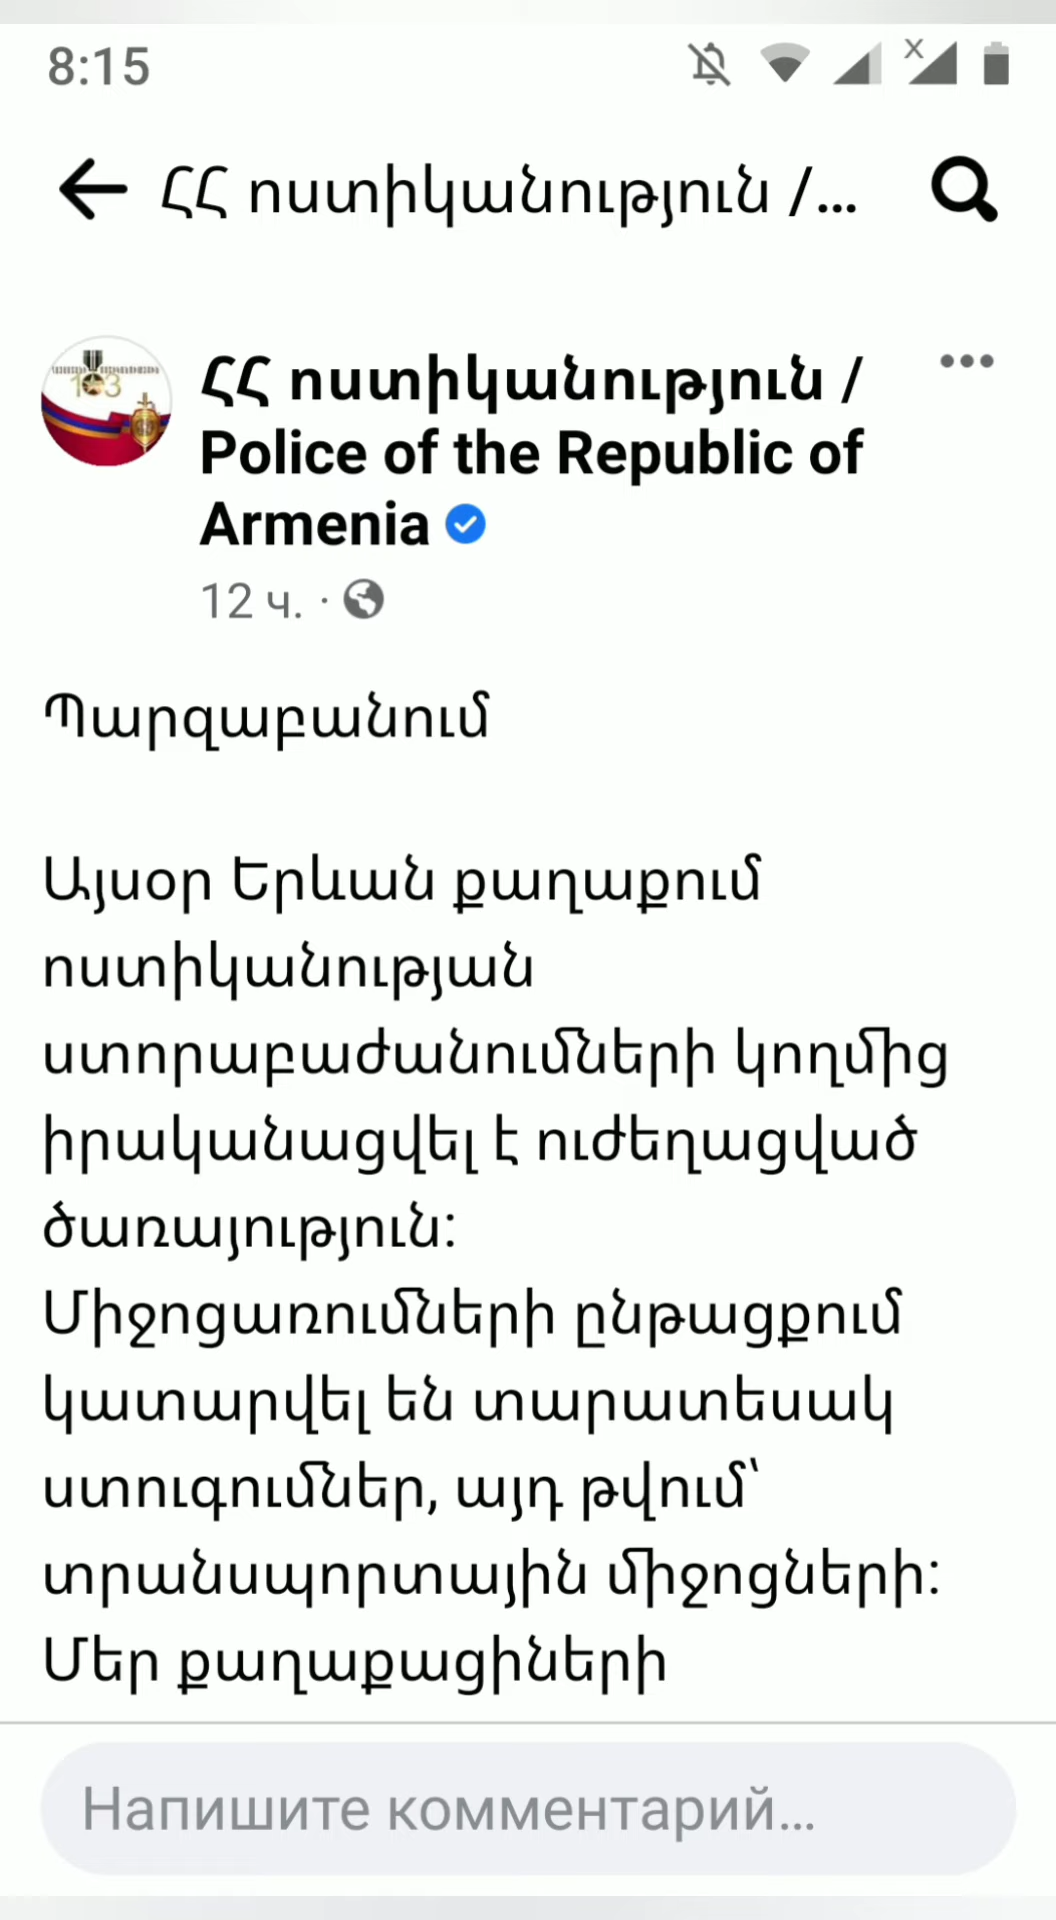 8:15
ՀՀ ոստիկանություն /...
103
ՀՀ ոստիկանություն /
Police of the Republic of
Armenia
12 ч. ·
Պարզաբանում
Այսօր Երևան քաղաքում
ոստիկանության
ստորաբաժանումների կողմից
իրականացվել է ուժեղացված
ծառայություն:
Միջոցառումների ընթացքում
կատարվել են տարատեսակ
ստուգումներ, այդ թվում՝
տրանսպորտային միջոցների:
Մեր քաղաքացիների
Напишите комментарий...